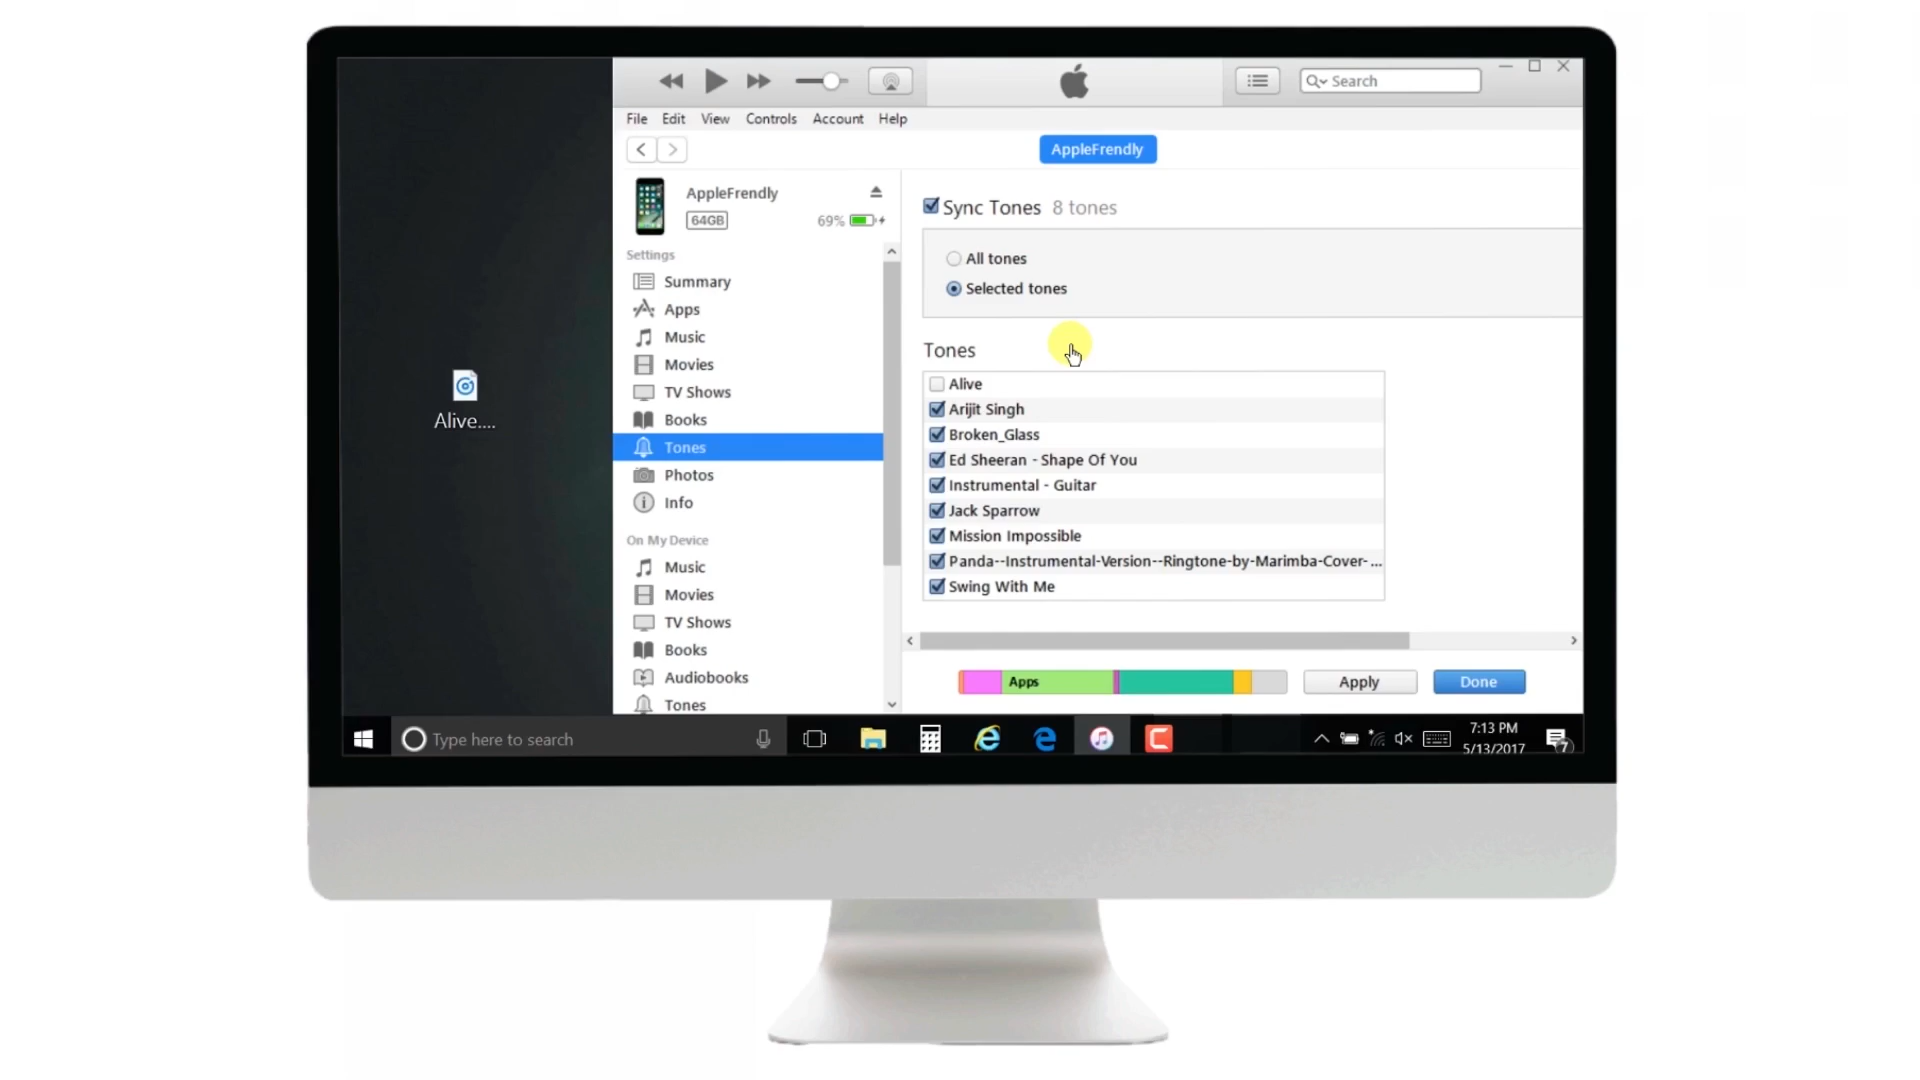 Search
File Edit View Controls Account Help
AppleFrendly
AppleFrendly
64GB 69%
Settings
Summary
Apps
Music
Movies
TV Shows
Books
Tones
Photos
Info
On My Device
Music
Movies
TV Shows
Books
Audiobooks
Tones
Sync Tones 8 tones
All tones
Selected tones
Tones
Alive
Arijit Singh
Broken_Glass
Ed Sheeran - Shape Of You
Instrumental - Guitar
Jack Sparrow
Mission Impossible
Panda--Instrumental-Version--Ringtone-by-Marimba-Cover- ...
Swing With Me
Apps
Apply
Done
Alive....
Type here to search
7:13 PM
5/13/2017
7